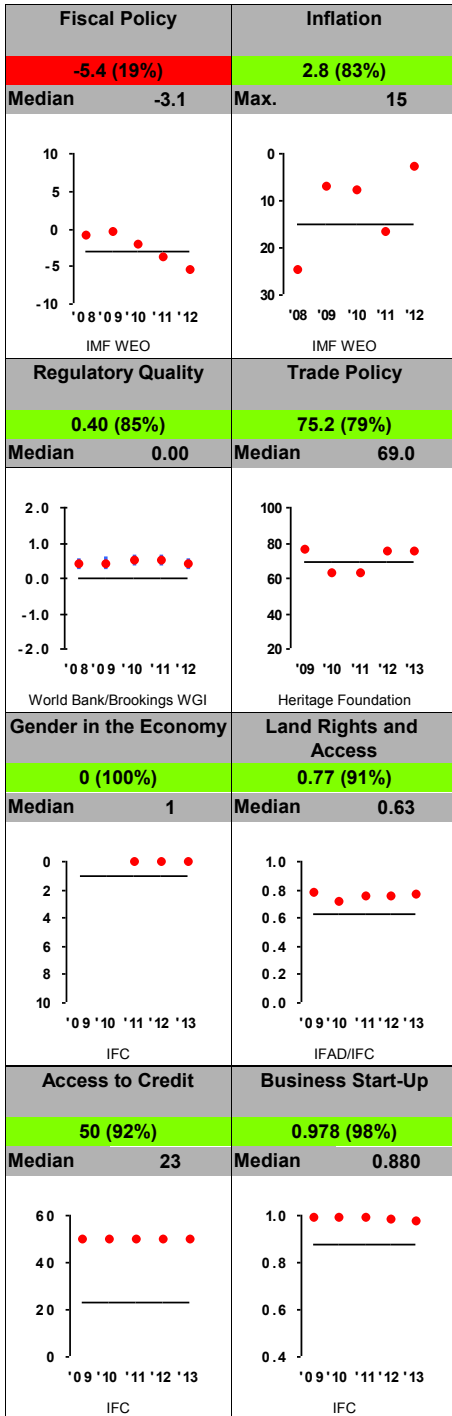 Fiscal Policy
-5.4 (19%)
Median -3.1
10
5
0
-5
-10
'08 '09 '10 '11 '12
IMF WEO
Inflation
2.8 (83%)
Max. 15
0
10
20
30
'08 '09 '10 '11 '12
IMF WEO
Regulatory Quality
0.40 (85%)
Median 0.00
2.0
1.0
0.0
-1.0
-2.0
'08 '09 '10 '11 '12
World Bank/Brookings WGI
Trade Policy
75.2 (79%)
Median 69.0
100
80
60
40
20
'09 '10 '11 '12 '13
Heritage Foundation
Gender in the Economy
0 (100%)
Median 1
0
2
4
6
8
10
'09 '10 '11 '12 '13
IFC
Land Rights and
Access
0.77 (91%)
Median 0.63
1.0
0.8
0.6
0.4
0.2
0.0
'09 '10 '11 '12 '13
IFAD/IFC
Access to Credit
50 (92%)
Median 23
60
40
20
0
'09 '10 '11 '12 '13
IFC
Business Start-Up
0.978 (98%)
Median 0.880
1.0
0.8
0.6
0.4
'09 '10 '11 '12 '13
IFC